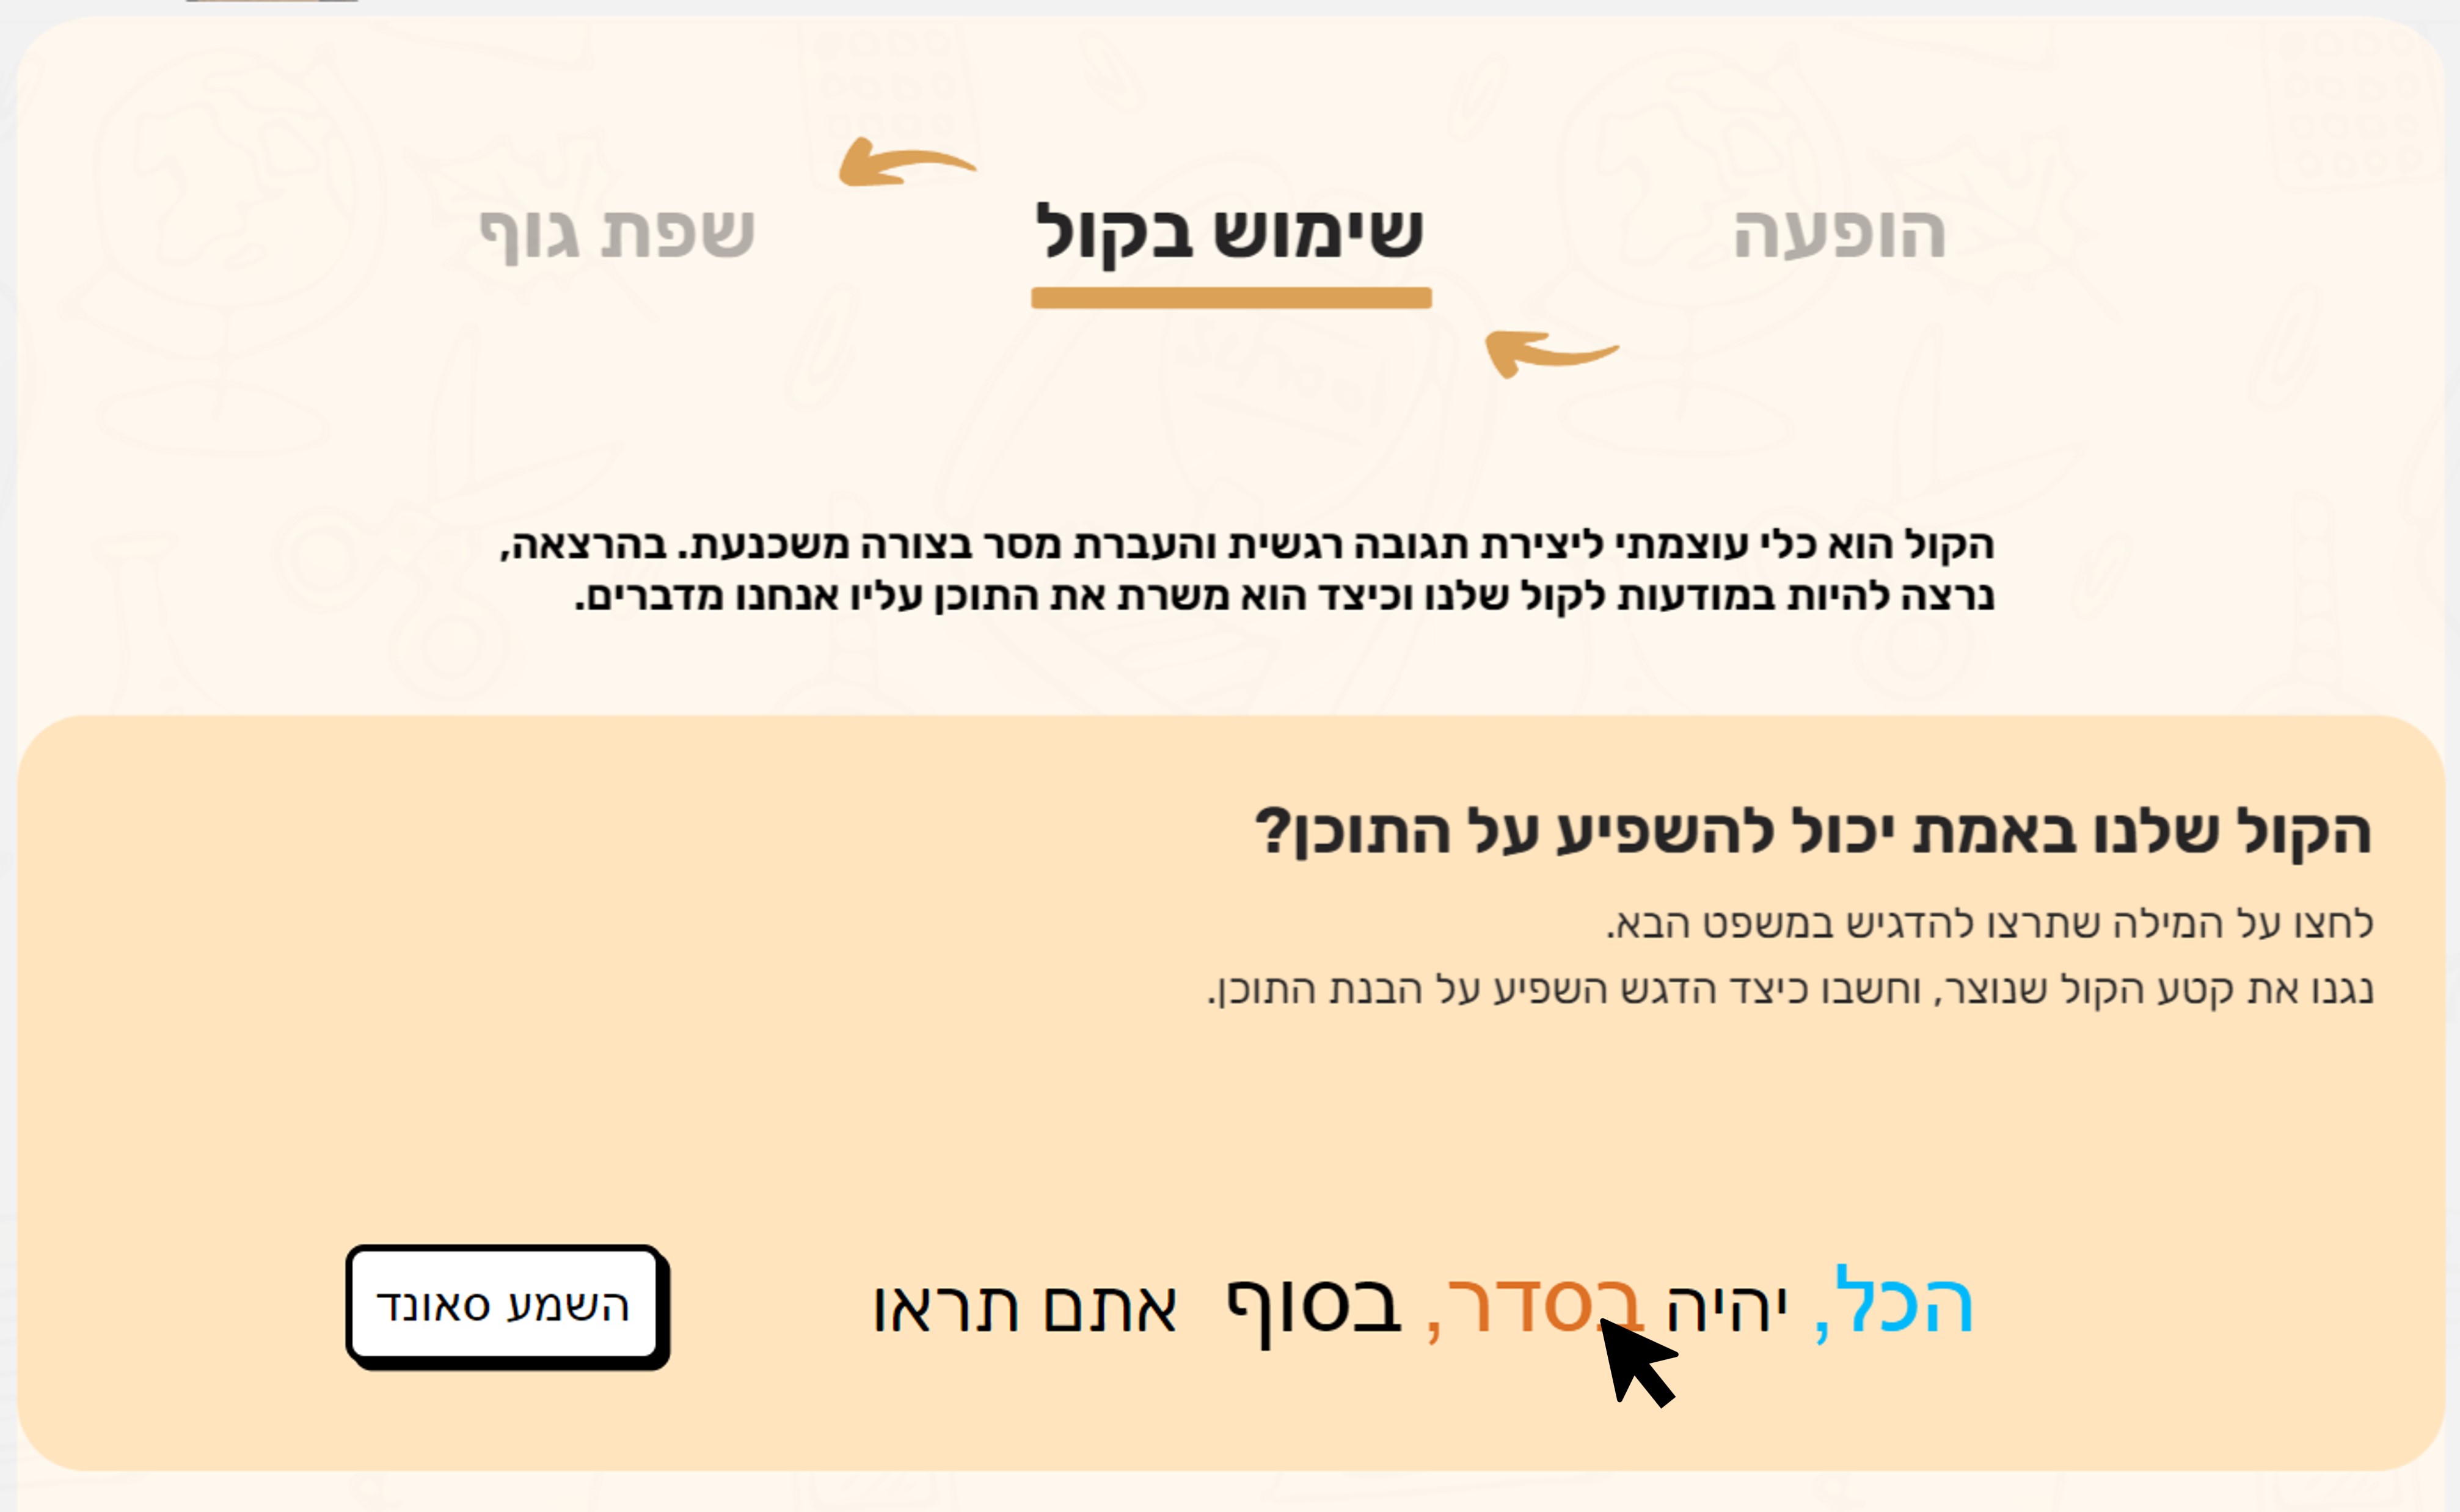 הופעה
שימוש בקול
שפת גוף
הקול הוא כלי עוצמתי ליצירת תגובה רגשית והעברת מסר בצורה משכנעת. בהרצאה,
נרצה להיות במודעות לקול שלנו וכיצד הוא משרת את התוכן עליו אנחנו מדברים.
הקול שלנו באמת יכול להשפיע על התוכן?
לחצו על המילה שתרצו להדגיש במשפט הבא.
נגנו את קטע הקול שנוצר, וחשבו כיצד הדגש השפיע על הבנת התוכן.
הכל, יהיה בסדר, בסוף אתם תראו
השמע סאונד